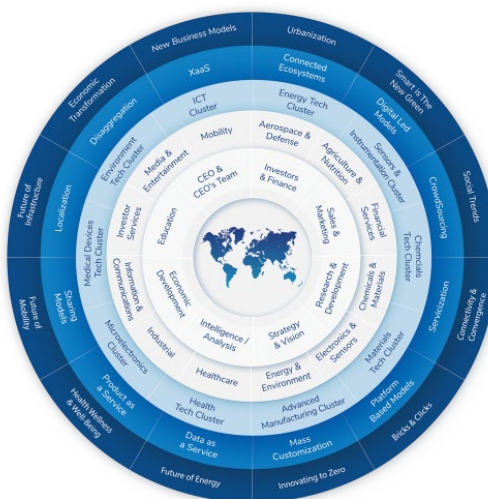 New Business Models
Urbanization
Smart Is The
New Green
Social Trends
Connectivity &
Convergence
Bricks & Clicks
Innovating to Zero
Future of Energy
Health Wellness
& Well Being
Future of
Mobility
Future of
Infrastructure
Economic
Transformation
XaaS
Connected
Ecosystems
Digital Led
Models
CrowdSourcing
Servicization
Platform
Based Models
Mass
Customization
Data as
a Service
Product as
a Service
Sharing
Models
Localization
Disaggregation
ICT
Cluster
Energy Tech
Cluster
Sensors &
Instrumentation Cluster
Chemcials
Tech Cluster
Materials
Tech Cluster
Advanced
Manufacturing Cluster
Health
Tech Cluster
Microelectronics
Cluster
Medical Devices
Tech Cluster
Environment
Tech Cluster
Mobility
Aerospace &
Defense
Agriculture &
Nutrition
Financial
Services
Chemicals &
Materials
Electronics &
Sensors
Energy &
Environment
Healthcare
Industrial
Information &
Communications
Investor
Services
Media &
Entertainment
CEO &
CEO's Team
Investors
& Finance
Sales &
Marketing
Research &
Development
Strategy
& Vision
Intelligence /
Analysis
Economic
Development
Education